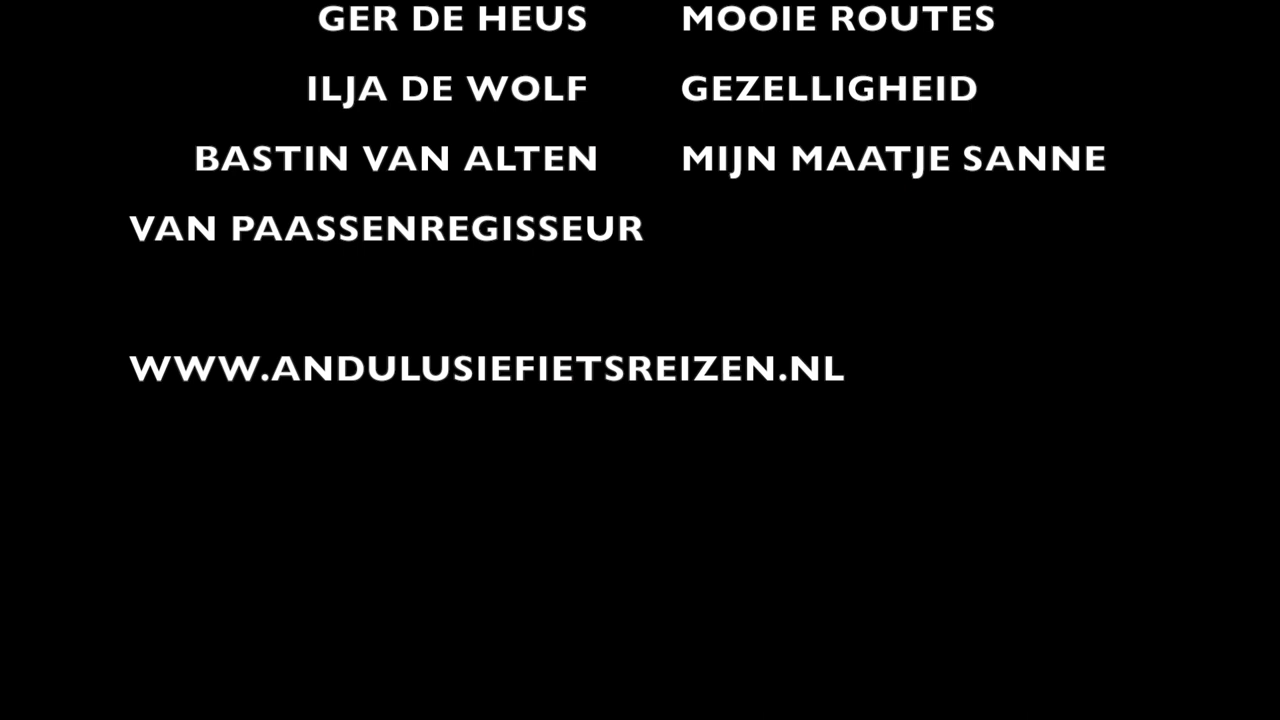 GER DE HEUS MOOIE ROUTES
ILJA DE WOLF GEZELLIGHEID
BASTIN VAN ALTEN MIJN MAATJE SANNE
VAN PAASSENREGISSEUR
WWW.ANDULUSIEFIETSREIZEN.NL